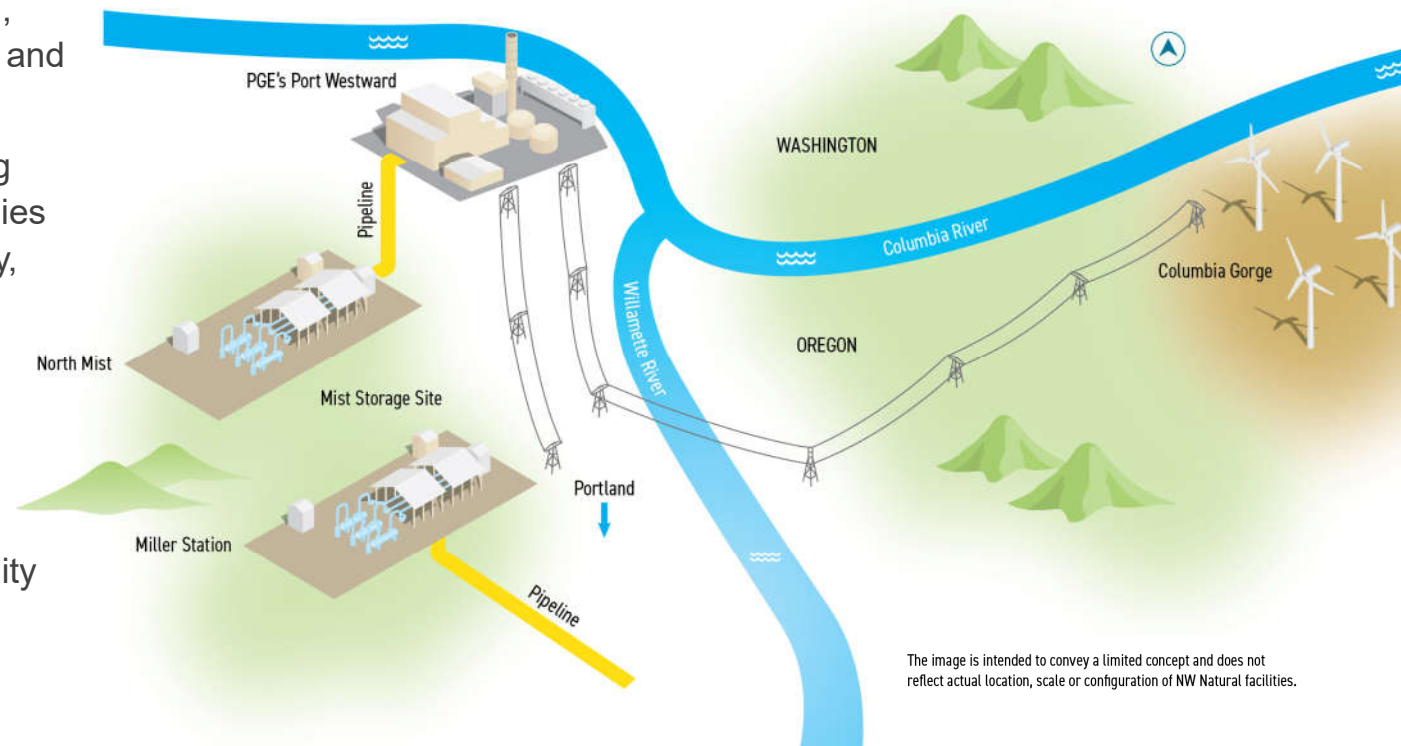 ,
and
g
ies
y,
ity
PGE's Port Westward
WASHINGTON
Pipeline
Columbia River
Columbia Gorge
Willamette River
OREGON
North Mist
Mist Storage Site
Portland
Miller Station
Pipeline
The image is intended to convey a limited concept and does not
reflect actual location, scale or configuration of NW Natural facilities.